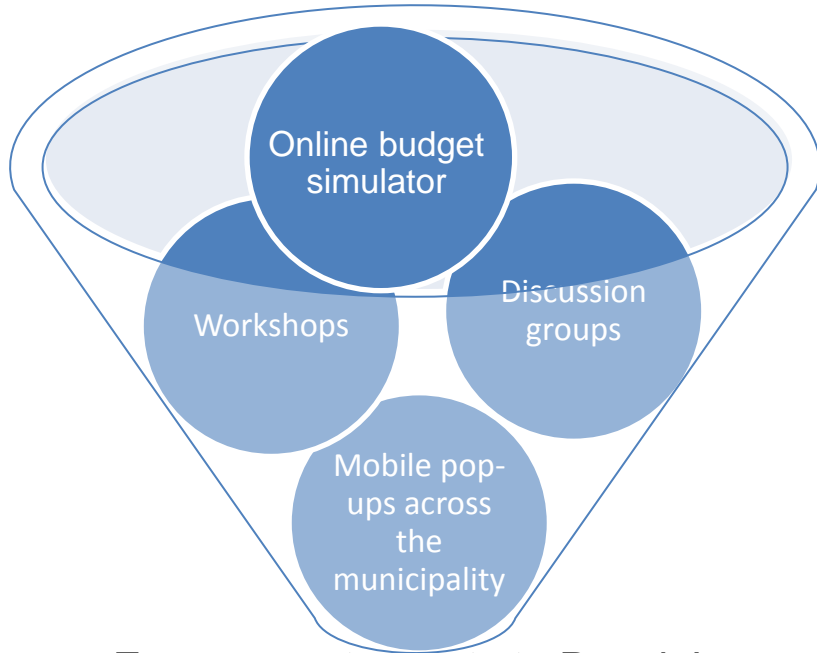 Online budget
simulator
Workshops
Discussion
groups
Mobile pop-
ups across
the
municipality